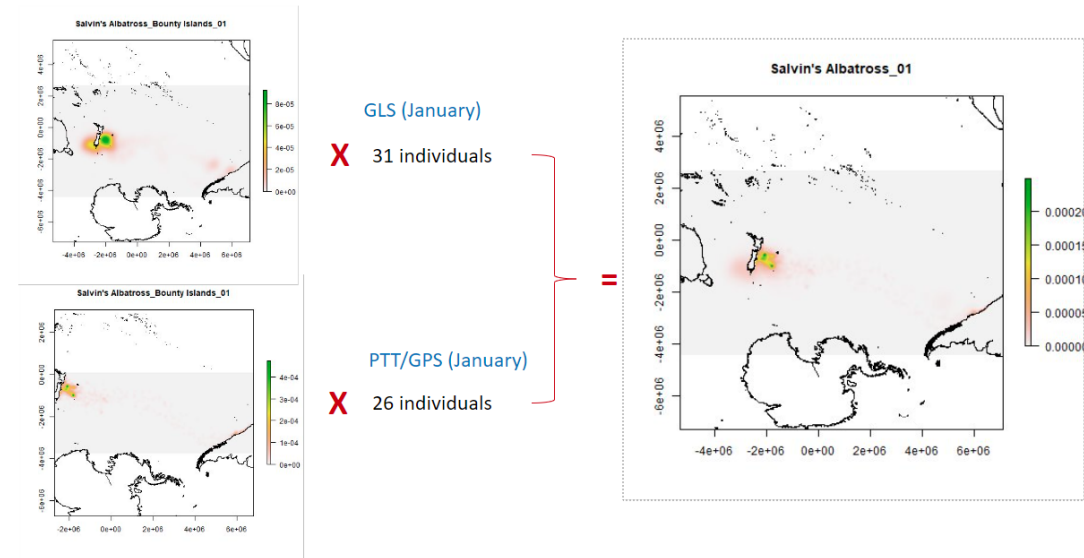 Salvin's Albatross_Bounty Islands_01
4e+06
2e+06
0e+00
-2e+06
-4e+06
-6e+06
8e-05
6e-05
4e-05
2e-05
0e+00
-4e+06 -2e+06 0e+00 2e+06 4e+06 6e+06
GLS (January)
X 31 individuals
Salvin's Albatross_Bounty Islands_01
2e+06
0e+00
-2e+06
-4e+06
-6e+06
4e-04
3e-04
2e-04
1e-04
0e+00
-2e+06 0e+00 2e+06 4e+06 6e+06
PTT/GPS (January)
X 26 individuals
=
Salvin's Albatross_01
4e+06
2e+06
0e+00
-2e+06
-4e+06
-6e+06
0.00020
0.00015
0.00010
0.00005
0.00000
-4e+06 -2e+06 0e+00 2e+06 4e+06 6e+06